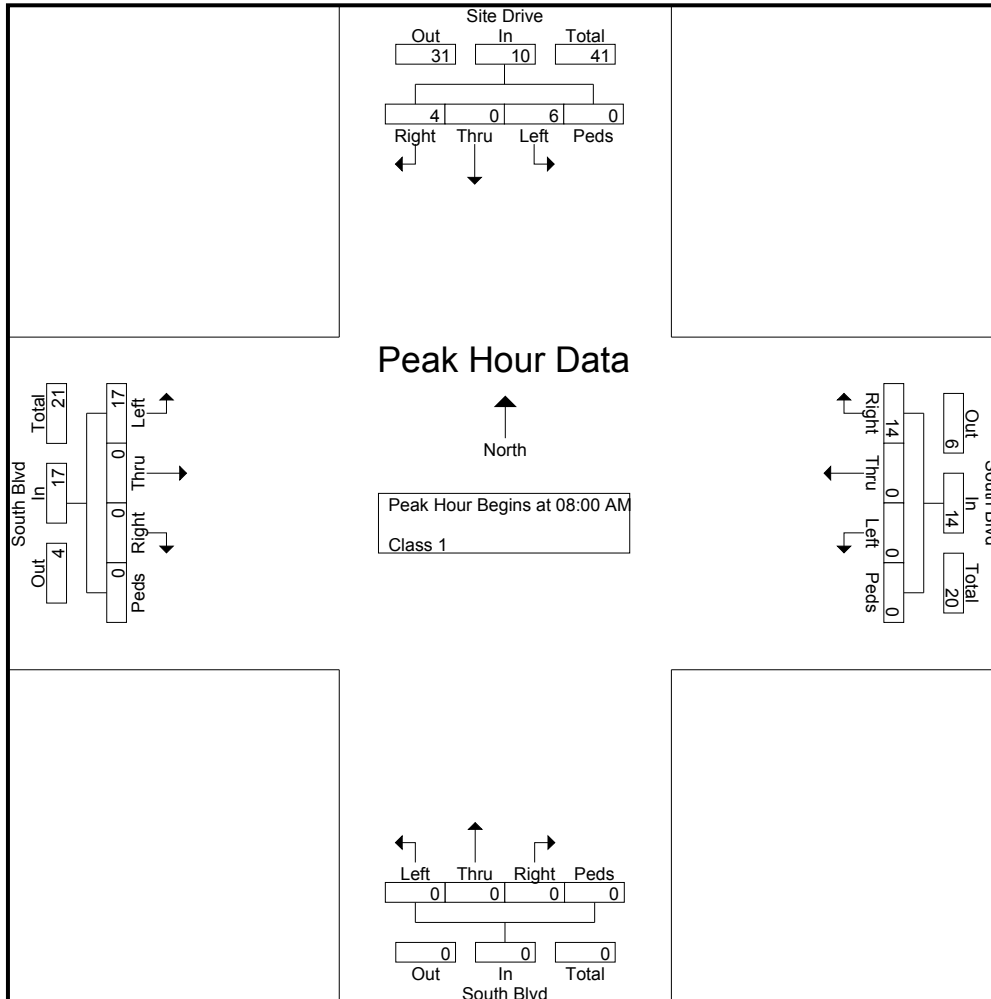 Site Drive
Out In Total
31 10 41
4 0 6 0
Right Thru Left Peds
Peak Hour Data
North
Peak Hour Begins at 08:00 AM
Class 1
South Blvd
Total In Out
21 17 4
17 0 0 0
Left Thru Right Peds
Right Thru Left Peds
14 0 0 0
Out In Total
6 14 20
South Blvd
Left Thru Right Peds
0 0 0 0
0 0 0
Out In Total
South Blvd